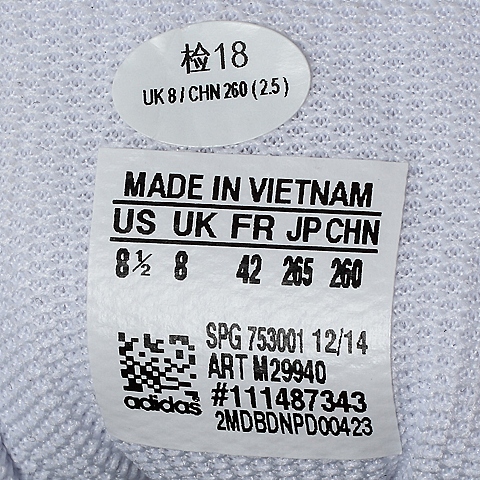 检18
UK 8 / CHN 260 ( 2.5 )
MADE IN VIETNAM
US UK FR JP CHN
8½ 8 42 265 260
SPG 753001 12/14
ART M29940
#111487343
adidas
2MDBDNPD00423